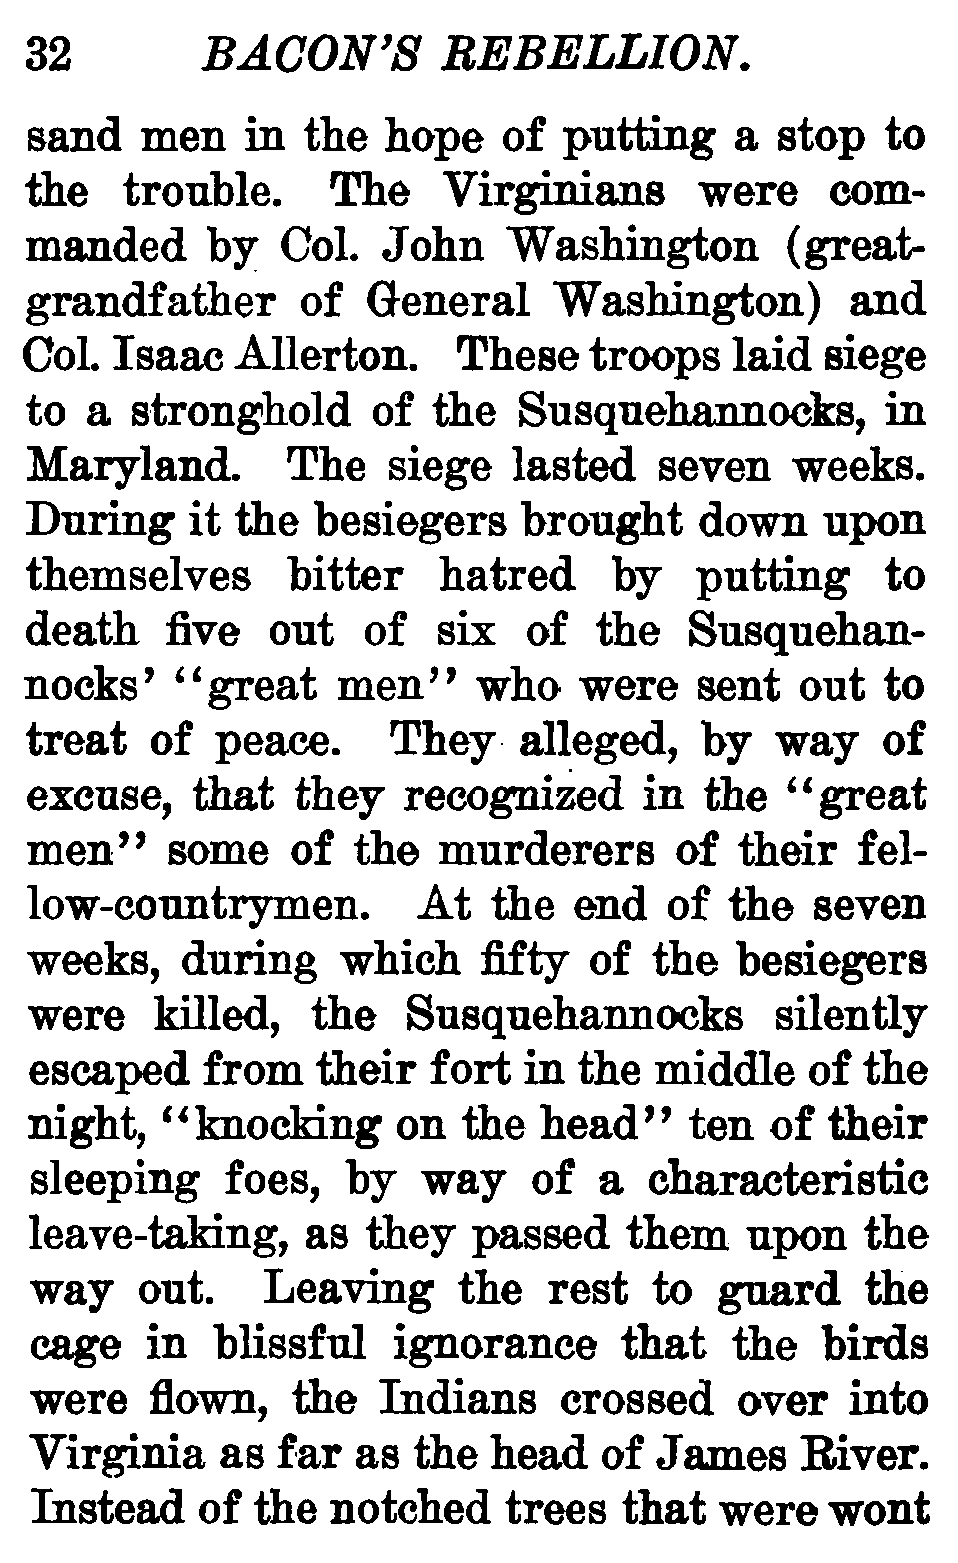 32 BACON'S REBELLION.
sand men in the hope of putting a stop to
the trouble. The Virginians were com-
manded by Col. John Washington (great-
grandfather of General Washington) and
Col. Isaac Allerton. These troops laid siege
to a stronghold of the Susquehannocks, in
Maryland. The siege lasted seven weeks.
During it the besiegers brought down upon
themselves bitter hatred by putting to
death five out of six of the Susquehan-
nocks' "great men" who were sent out to
treat of peace. They alleged, by way of
excuse, that they recognized in the "great
men" some of the murderers of their fel-
low-countrymen. At the end of the seven
weeks, during which fifty of the besiegers
were killed, the Susquehannocks silently
escaped from their fort in the middle of the
night, "knocking on the head" ten of their
sleeping foes, by way of a characteristic
leave-taking, as they passed them upon the
way out. Leaving the rest to guard the
cage in blissful ignorance that the birds
were flown, the Indians crossed over into
Virginia as far as the head of James River.
Instead of the notched trees that were wont